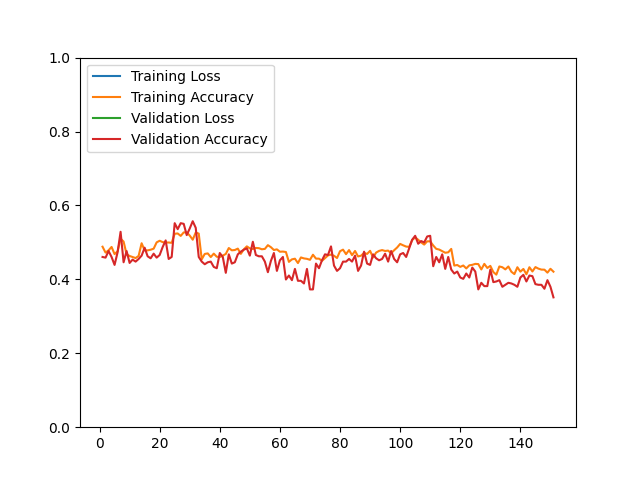 1.0
0.8
0.6
0.4
0.2
0.0
Training Loss
Training Accuracy
Validation Loss
Validation Accuracy
0 20 40 60 80 100 120 140